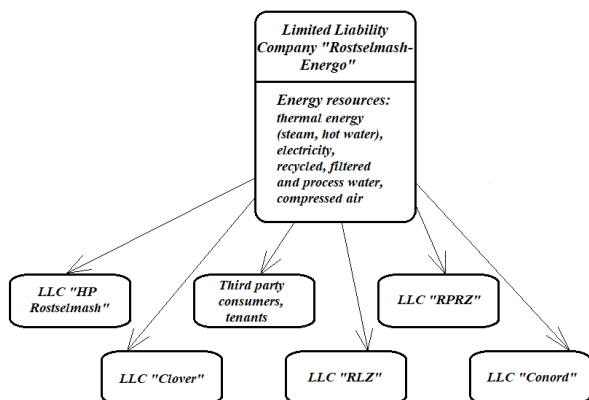 Limited Liability
Company "Rostselmash-
Energo"
Energy resources:
thermal energy
(steam, hot water),
electricity,
recycled, filtered
and process water,
compressed air
LLC "HP
Rostselmash"
Third party
consumers,
tenants
LLC "RPRZ"
LLC "Clover"
LLC "RLZ"
LLC "Conord"